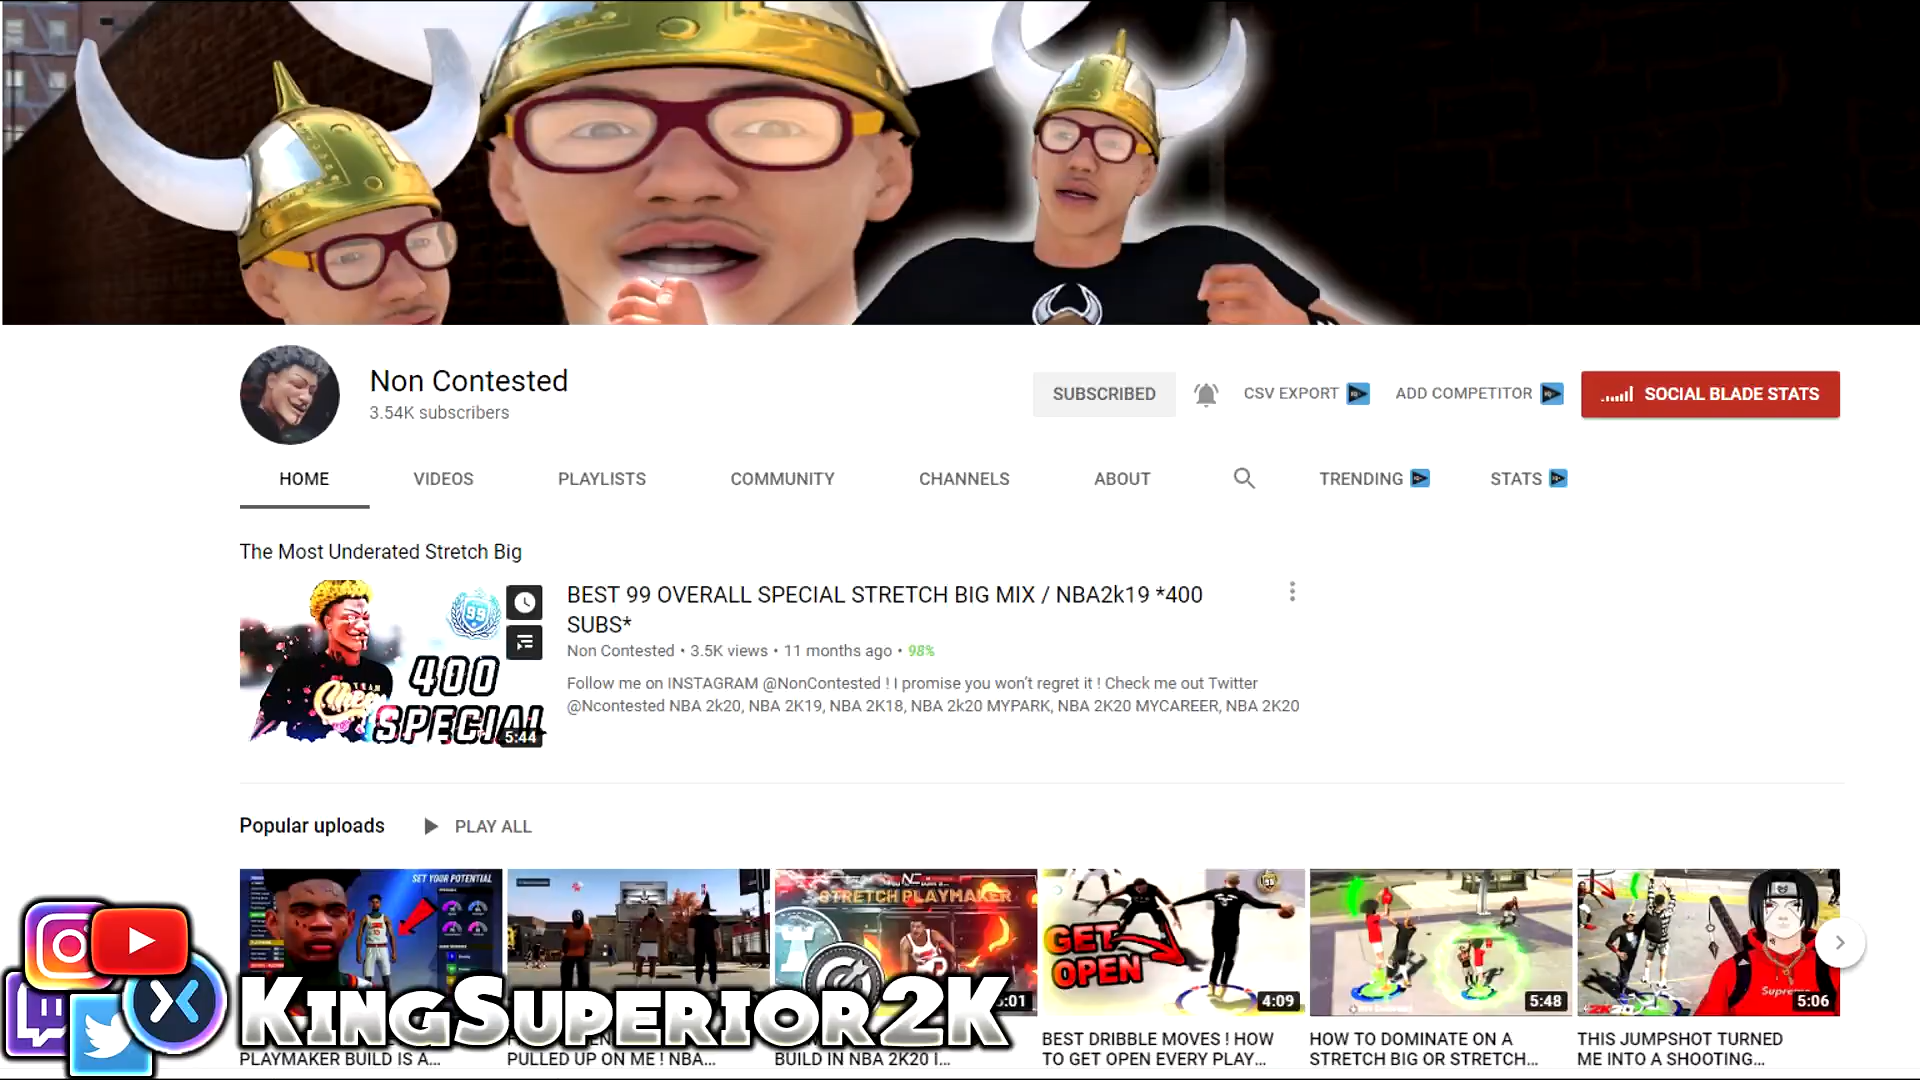 Non Contested
3.54K subscribers
SUBSCRIBED
CSV EXPORT
ADD COMPETITOR
SOCIAL BLADE STATS
HOME
VIDEOS
PLAYLISTS
COMMUNITY
CHANNELS
ABOUT
TRENDING
STATS
The Most Underated Stretch Big
99
TEAM
400
SPECIAL
5:44
BEST 99 OVERALL SPECIAL STRETCH BIG MIX / NBA2k19 *400
SUBS*
Non Contested • 3.5K views • 11 months ago • 98%
Follow me on INSTAGRAM @NonContested ! I promise you won’t regret it ! Check me out Twitter
@Ncontested NBA 2k20, NBA 2K19, NBA 2K18, NBA 2k20 MYPARK, NBA 2K20 MYCAREER, NBA 2K20
Popular uploads
PLAY ALL
SET YOUR POTENTIAL
STRETCH PLAYMAKER
:01
GET
OPEN
99
4:09
5:48
2K20
Supreme
5:06
KINGSUPERIOR2K
PLAYMAKER BUILD IS A...
PULLED UP ON ME ! NBA...
BUILD IN NBA 2K20 I...
BEST DRIBBLE MOVES ! HOW
TO GET OPEN EVERY PLAY...
HOW TO DOMINATE ON A
STRETCH BIG OR STRETCH...
THIS JUMPSHOT TURNED
ME INTO A SHOOTING...